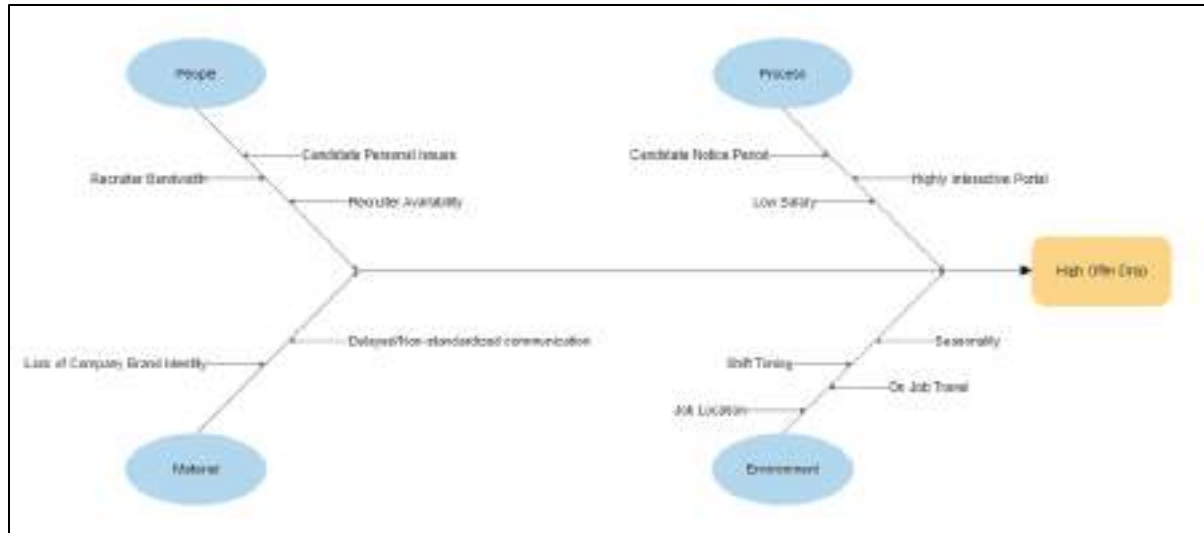 People
Process
Candidate Personal Issues
Recruiter Bandwidth
Recruiter Availability
Candidate Notice Period
Highly Interactive Portal
Low Salary
High Offer Drop
Delayed/Non-standardized communication
Lass of Company Brand Identity
Seasonality
Shift Timing
On Job Travel
Job Location
Material
Environment